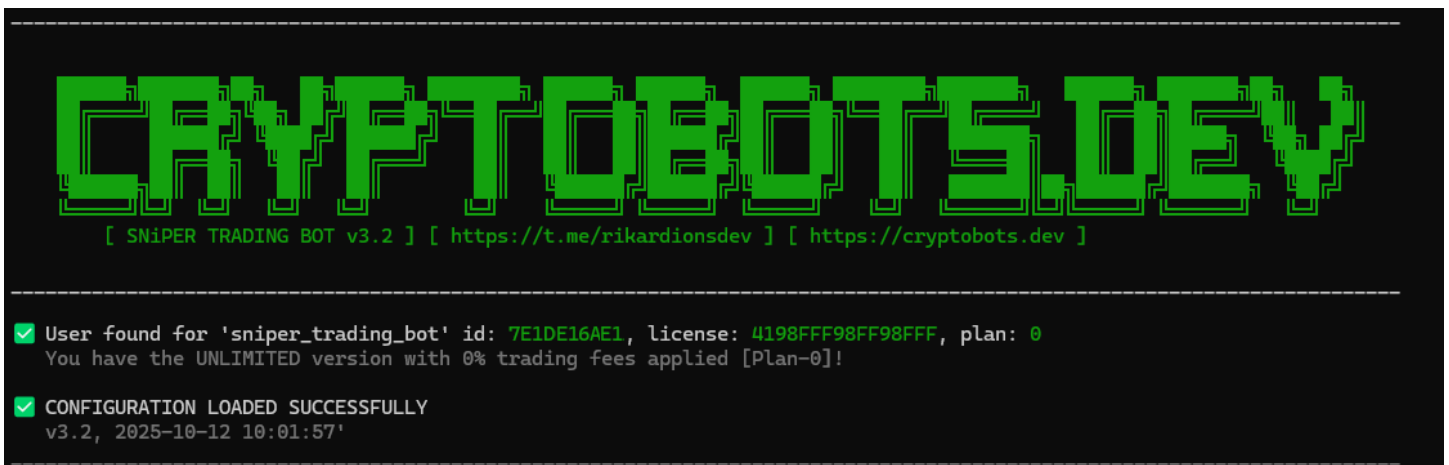 CRYPTOBOTS.DEV
[ SNiPER TRADING BOT v3.2 ] [ https://t.me/rikardionsdev ] [ https://cryptobots.dev ]
User found for 'sniper_trading_bot' id: 7E1DE16AE1, license: 4198FFF98FF98FFF, plan: 0
You have the UNLIMITED version with 0% trading fees applied [Plan-0]!
CONFIGURATION LOADED SUCCESSFULLY
v3.2, 2025-10-12 10:01:57'